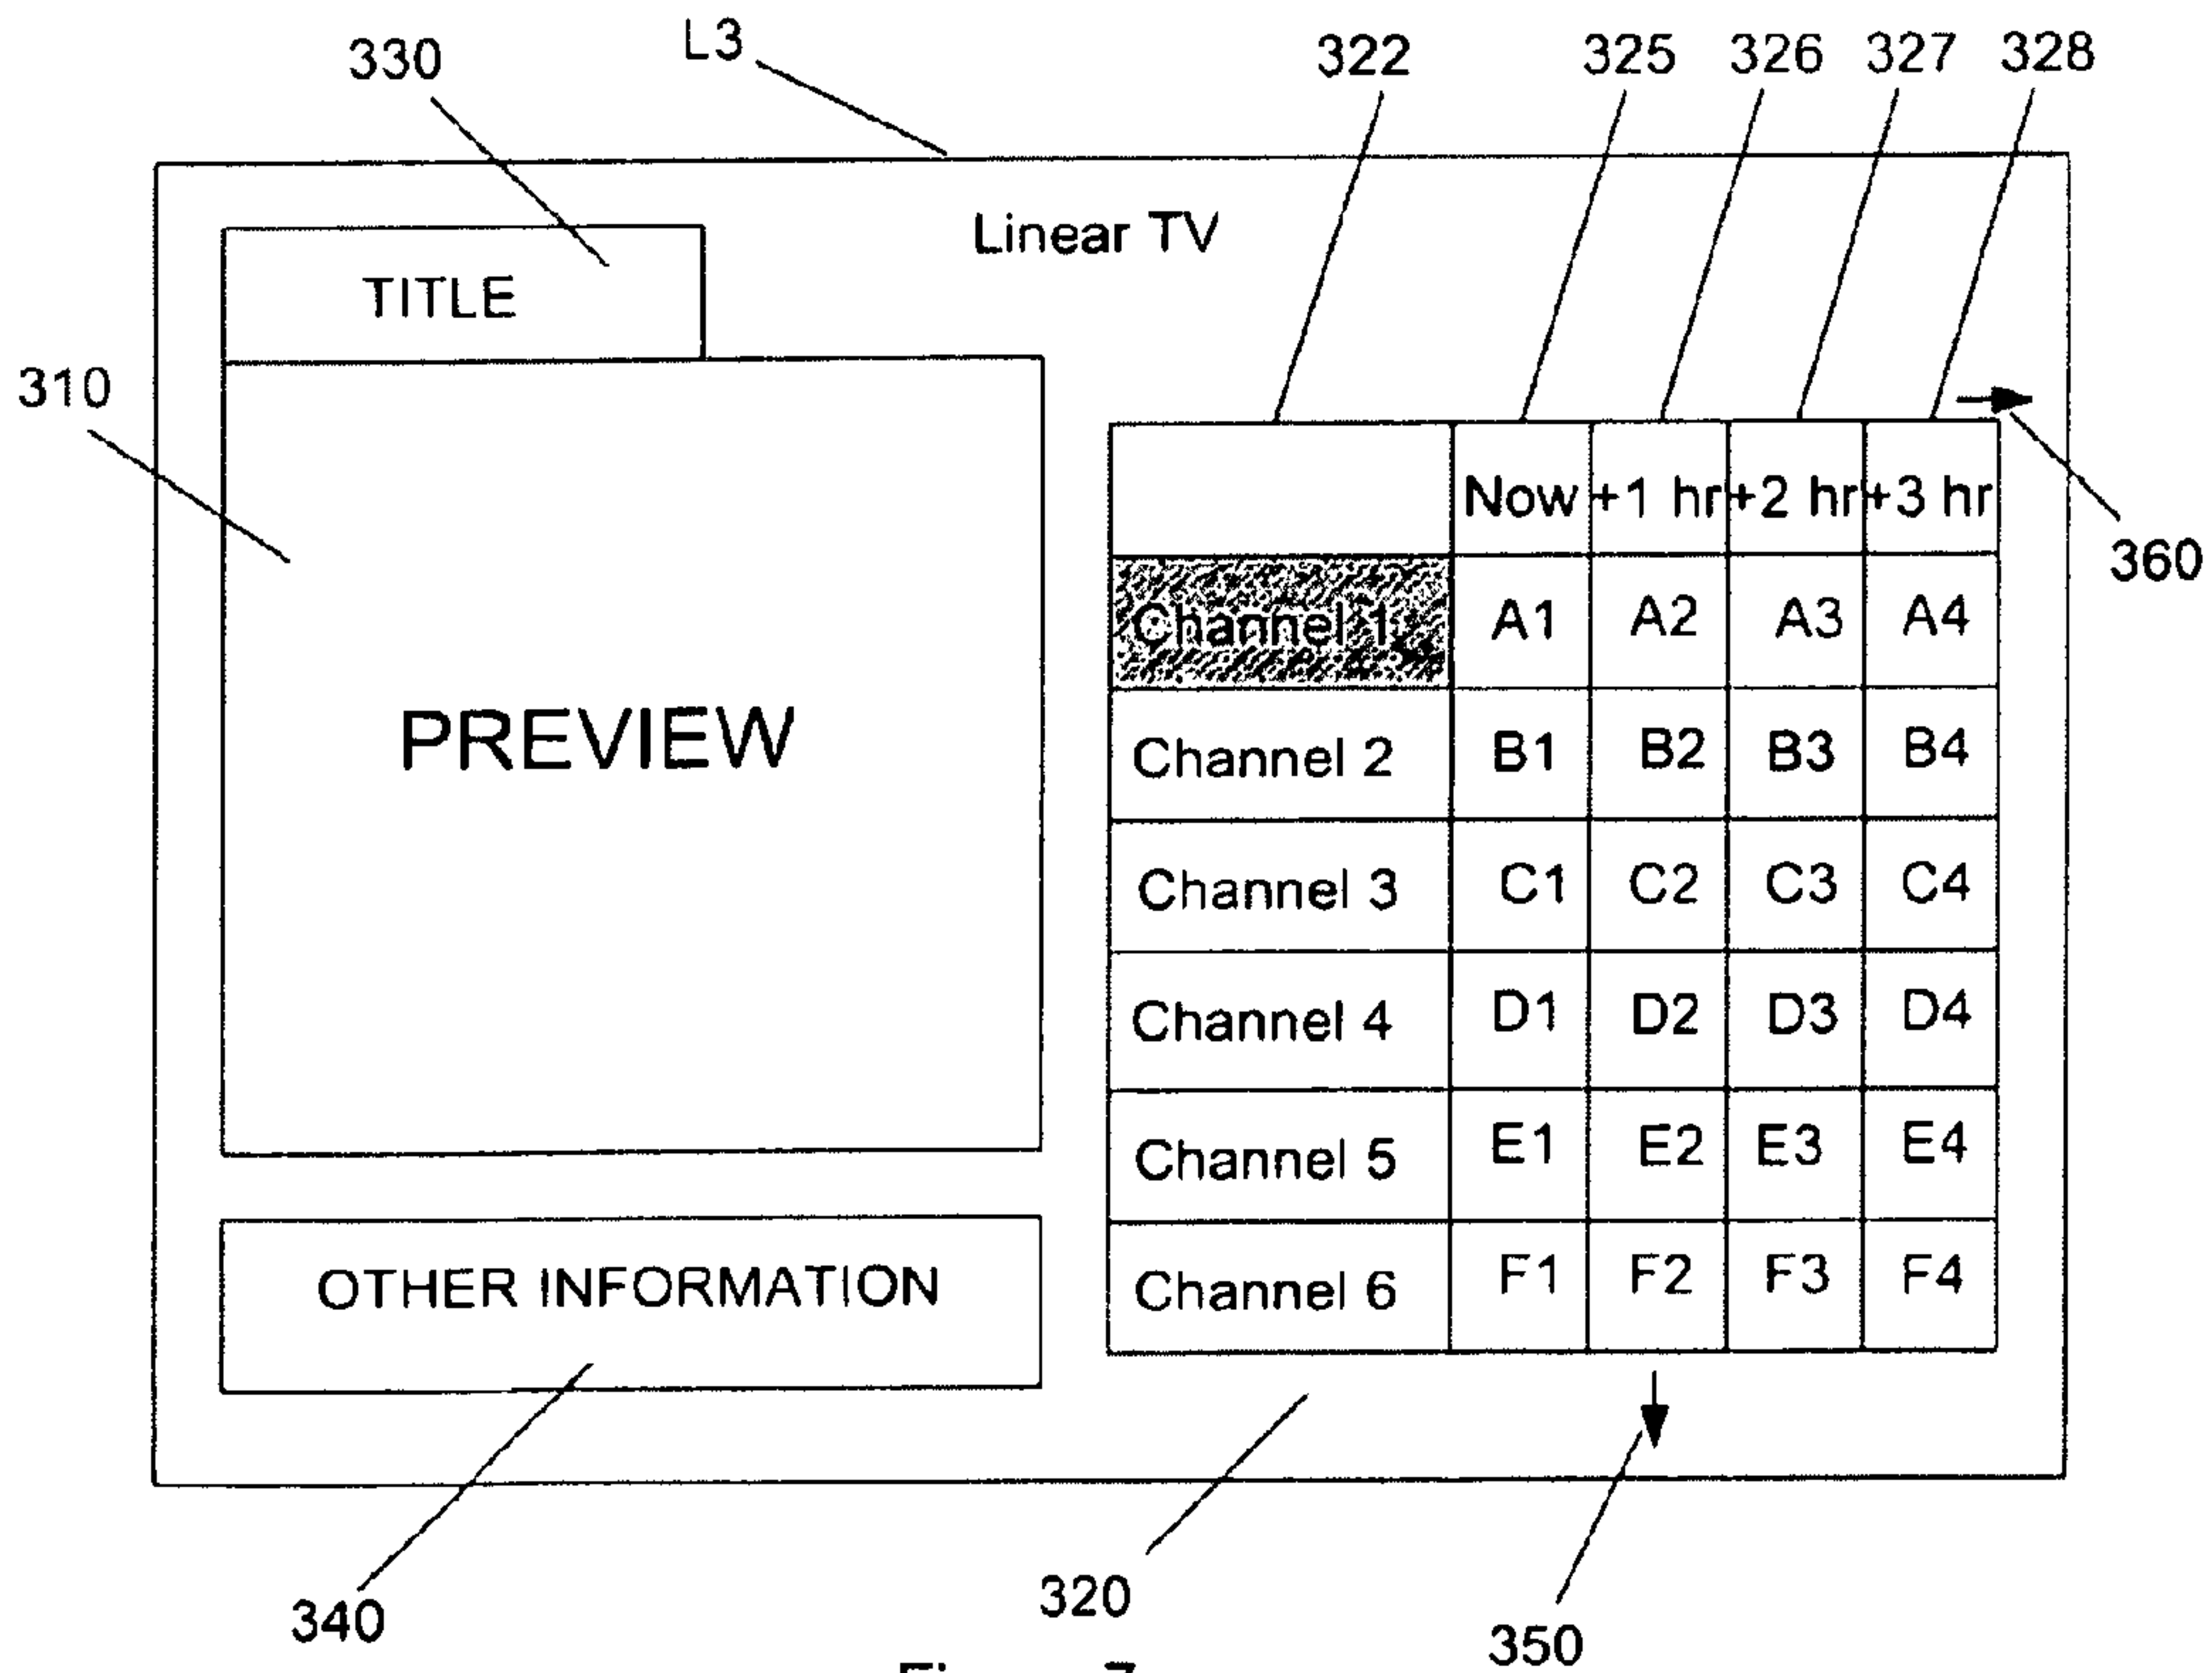 L3
330
322
325
326
327
328
Linear TV
TITLE
310
360
PREVIEW
Now +1 hr +2 hr +3 hr
Channel 1 A1 A2 A3 A4
Channel 2 B1 B2 B3 B4
Channel 3 C1 C2 C3 C4
Channel 4 D1 D2 D3 D4
Channel 5 E1 E2 E3 E4
Channel 6 F1 F2 F3 F4
OTHER INFORMATION
340
320
350